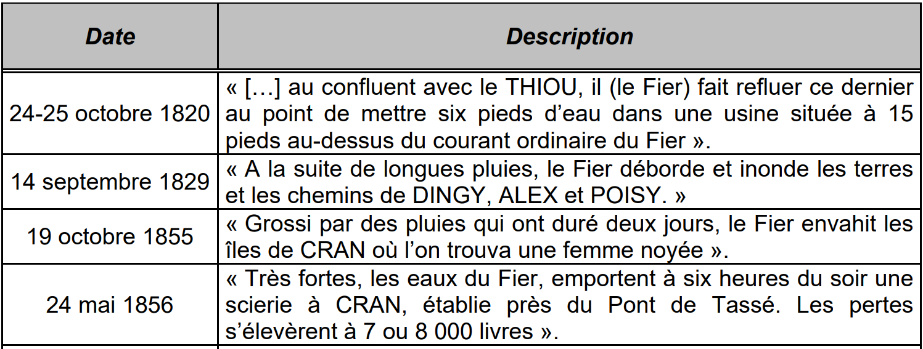 Date Description
24-25 octobre 1820
« […] au confluent avec le THIOU, il (le Fier) fait refluer ce dernier
au point de mettre six pieds d’eau dans une usine située à 15
pieds au-dessus du courant ordinaire du Fier ».
14 septembre 1829
« A la suite de longues pluies, le Fier déborde et inonde les terres
et les chemins de DINGY, ALEX et POISY. »
19 octobre 1855
« Grossi par des pluies qui ont duré deux jours, le Fier envahit les
îles de CRAN où l’on trouva une femme noyée ».
24 mai 1856
« Très fortes, les eaux du Fier, emportent à six heures du soir une
scierie à CRAN, établie près du Pont de Tassé. Les pertes
s’élevèrent à 7 ou 8 000 livres ».